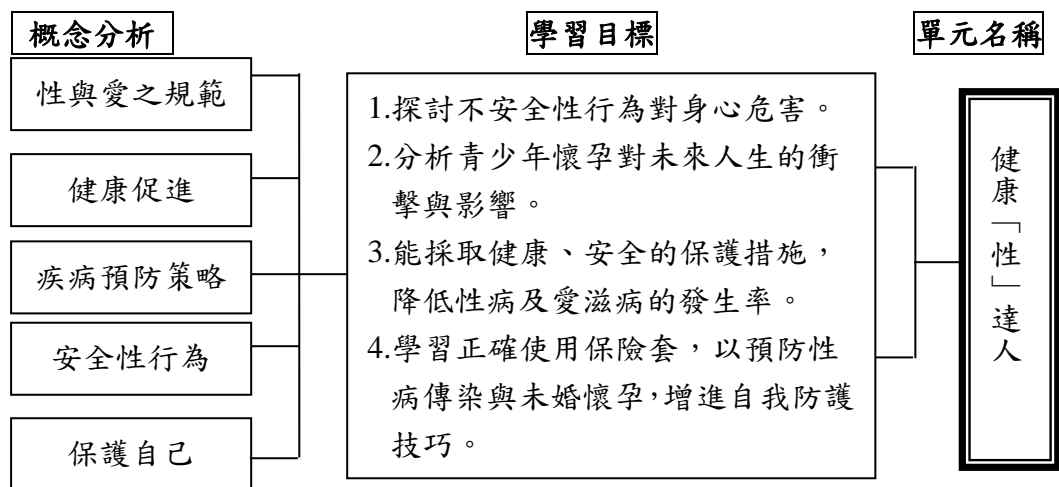 概念分析
學習目標
單元名稱
性與愛之規範
健康促進
疾病預防策略
安全性行為
保護自己
1.探討不安全性行為對身心危害。
2.分析青少年懷孕對未來人生的衝
擊與影響。
3.能採取健康、安全的保護措施，
降低性病及愛滋病的發生率。
4.學習正確使用保險套，以預防性
病傳染與未婚懷孕，增進自我防護
技巧。
健康「性」達人